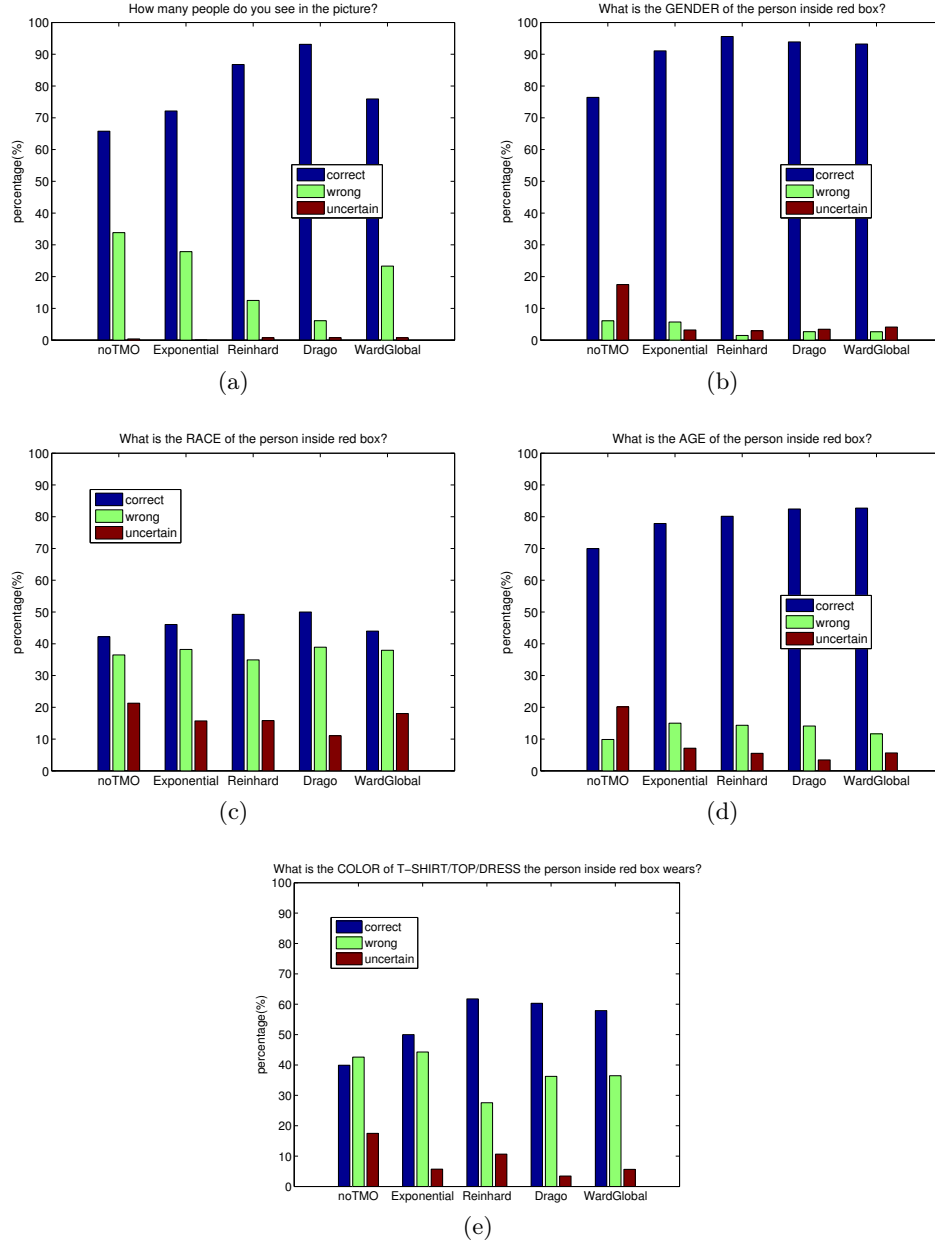 How many people do you see in the picture?
100
90
80
70
60
50
40
30
20
10
0
percentage(%)
correct
wrong
uncertain
noTMO Exponential Reinhard Drago WardGlobal
(a)
What is the GENDER of the person inside red box?
100
90
80
70
60
50
40
30
20
10
0
percentage(%)
correct
wrong
uncertain
noTMO Exponential Reinhard Drago WardGlobal
(b)
What is the RACE of the person inside red box?
100
90
80
70
60
50
40
30
20
10
0
percentage(%)
correct
wrong
uncertain
noTMO Exponential Reinhard Drago WardGlobal
(c)
What is the AGE of the person inside red box?
100
90
80
70
60
50
40
30
20
10
0
percentage(%)
correct
wrong
uncertain
noTMO Exponential Reinhard Drago WardGlobal
(d)
What is the COLOR of T-SHIRT/TOP/DRESS the person inside red box wears?
100
90
80
70
60
50
40
30
20
10
0
percentage(%)
correct
wrong
uncertain
noTMO Exponential Reinhard Drago WardGlobal
(e)